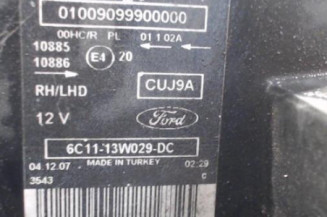 01009099900000
00HC/R PL 01 1 02A
10885
10886 E4 20
RH/LHD CUJ9A
12 V Ford
6C11-13W029-DC
04.12.07 MADE IN TURKEY 02:29
3543 c